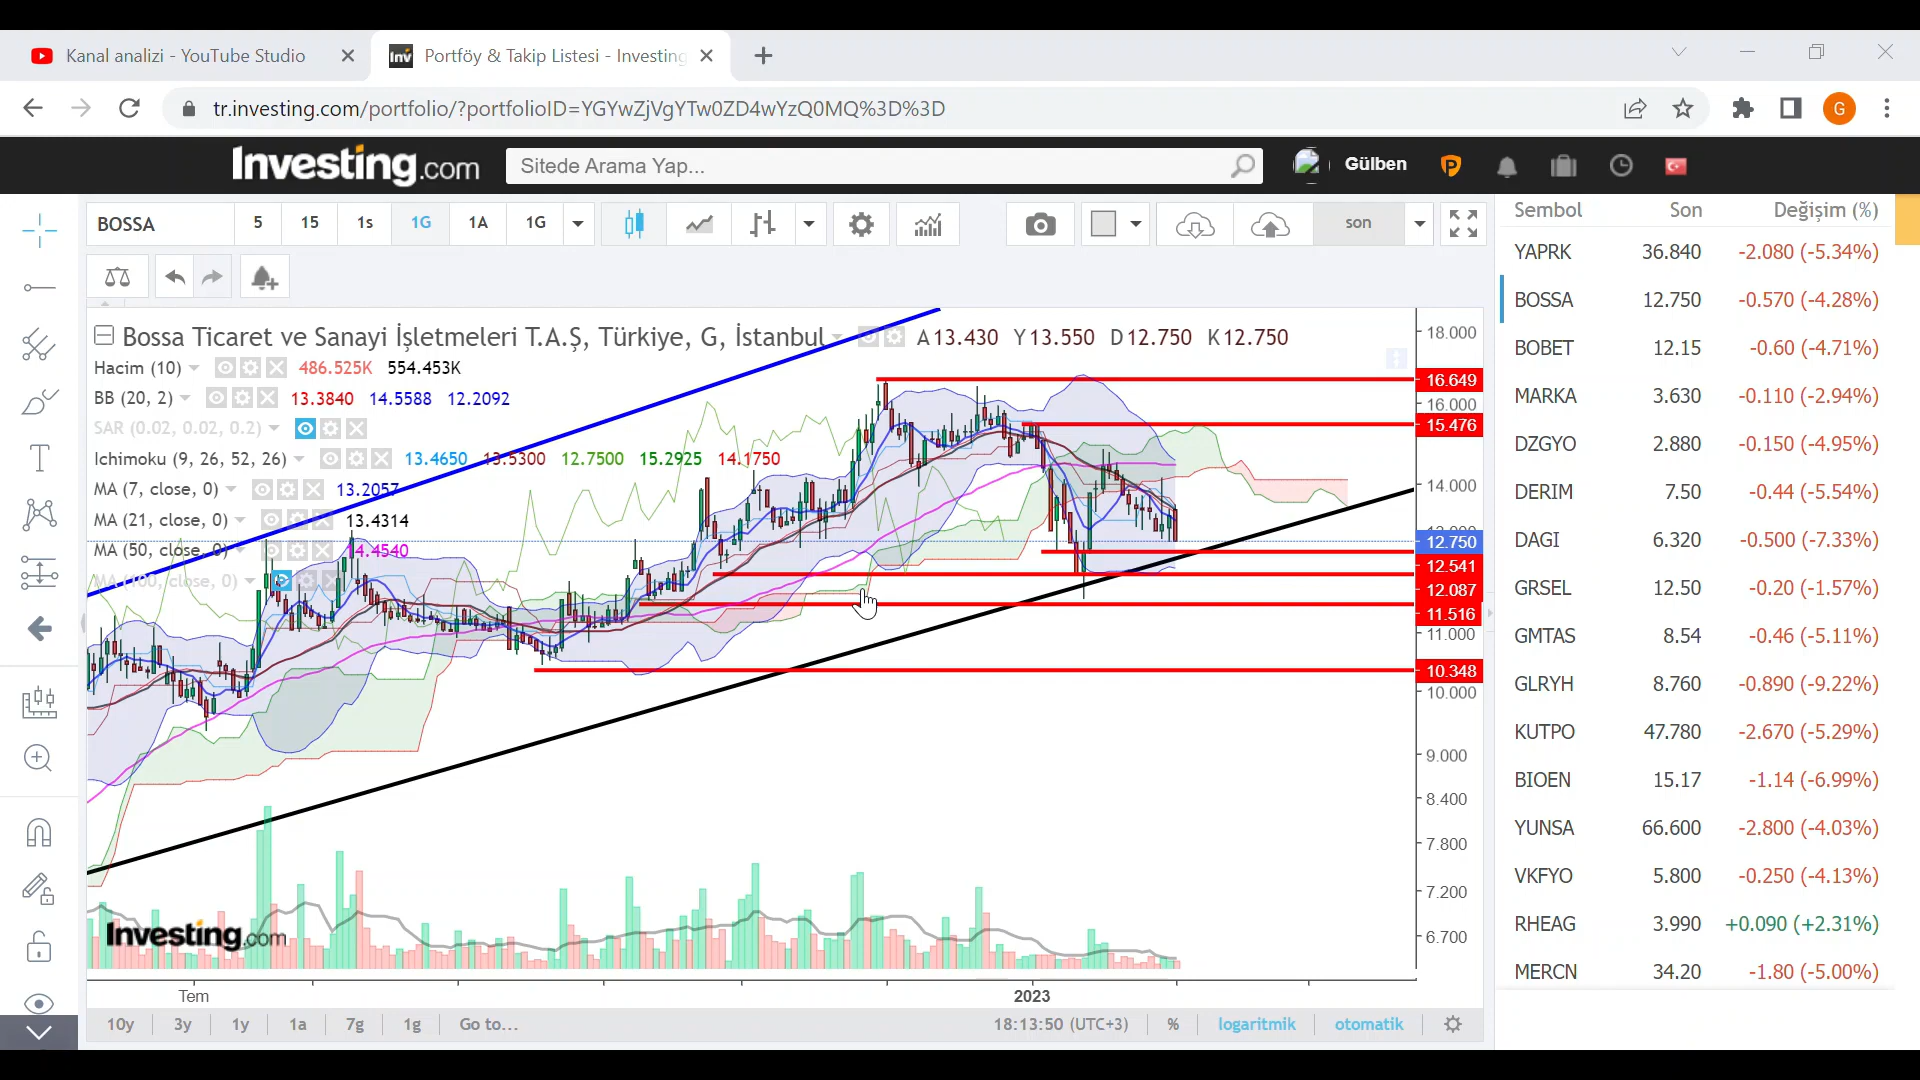 Kanal analizi - YouTube Studio
Portföy & Takip Listesi - Investing
tr.investing.com/portfolio/?portfolioID=YGYwZjVgYTw0ZD4wYzQ0MQ%3D%3D
G
Investing.com
Sitede Arama Yap...
Gülben
BOSSA 5 15 1s 1G 1A 1G son
Bossa Ticaret ve Sanayi İşletmeleri T.A.Ş, Türkiye, G, İstanbul A 13.430 Y 13.550 D 12.750 K 12.750
Hacim (10) 486.525K 554.453K
BB (20, 2) 13.3840 14.5588 12.2092
SAR (0.02, 0.02, 0.2)
Ichimoku (9, 26, 52, 26) 13.4650 13.5300 12.7500 15.2925 14.1750
MA (7, close, 0) 13.2057
MA (21, close, 0) 13.4314
MA (50, close, 0) 14.4540
MA (100, close, 0)
18.000
16.649
16.000
15.476
14.000
13.000
12.750
12.541
12.087
11.516
11.000
10.348
10.000
9.000
8.400
7.800
7.200
6.700
Investing.com
Tem 2023
10y 3y 1y 1a 7g 1g Go to... 18:13:50 (UTC+3) % logaritmik otomatik
Sembol Son Değişim (%)
YAPRK 36.840 -2.080 (-5.34%)
BOSSA 12.750 -0.570 (-4.28%)
BOBET 12.15 -0.60 (-4.71%)
MARKA 3.630 -0.110 (-2.94%)
DZGYO 2.880 -0.150 (-4.95%)
DERIM 7.50 -0.44 (-5.54%)
DAGI 6.320 -0.500 (-7.33%)
GRSEL 12.50 -0.20 (-1.57%)
GMTAS 8.54 -0.46 (-5.11%)
GLRYH 8.760 -0.890 (-9.22%)
KUTPO 47.780 -2.670 (-5.29%)
BIOEN 15.17 -1.14 (-6.99%)
YUNSA 66.600 -2.800 (-4.03%)
VKFYO 5.800 -0.250 (-4.13%)
RHEAG 3.990 +0.090 (+2.31%)
MERCN 34.20 -1.80 (-5.00%)